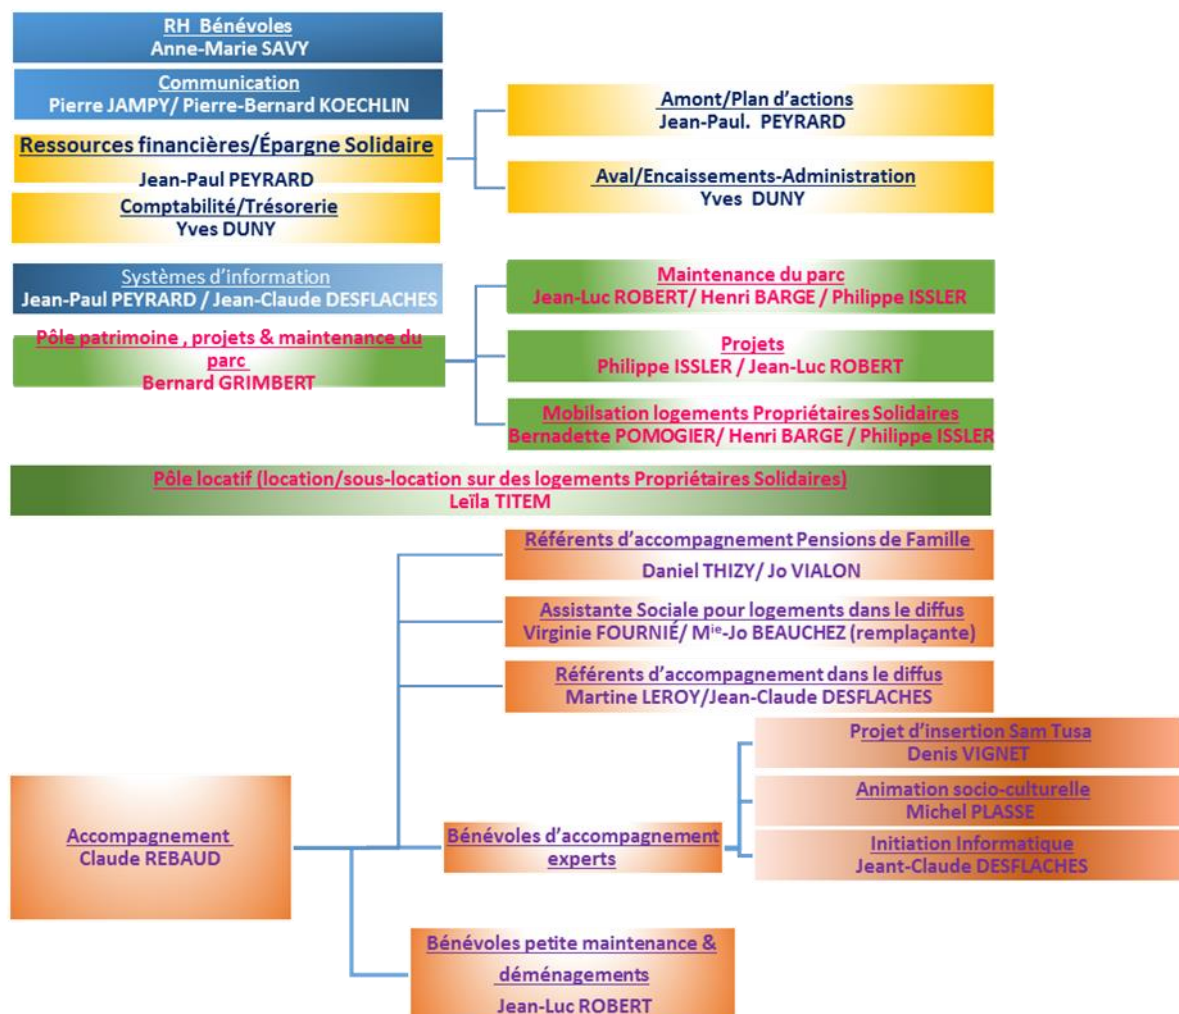 RH  Bénévoles
Anne-Marie SAVY
Communication
Pierre JAMPY/ Pierre-Bernard KOECHLIN
Ressources financières/Épargne Solidaire
Jean-Paul PEYRARD
Comptabilité/Trésorerie
Yves DUNY
Amont/Plan d'actions
Jean-Paul.  PEYRARD
Aval/Encaissements-Administration
Yves  DUNY
Systèmes d'information
Jean-Paul PEYRARD / Jean-Claude DESFLACHES
Pôle patrimoine , projets & maintenance du
parc
Bernard GRIMBERT
Maintenance du parc
Jean-Luc ROBERT/ Henri BARGE / Philippe ISSLER
Projets
Philippe ISSLER / Jean-Luc ROBERT
Mobilsation logements Propriétaires Solidaires
Bernadette POMOGIER/ Henri BARGE / Philippe ISSLER
Pôle locatif (location/sous-location sur des logements Propriétaires Solidaires)
Leïla TITEM
Référents d'accompagnement Pensions de Famille
Daniel THIZY/ Jo VIALON
Assistante Sociale pour logements dans le diffus
Virginie FOURNIÉ/ Mie-Jo BEAUCHEZ (remplaçante)
Référents d'accompagnement dans le diffus
Martine LEROY/Jean-Claude DESFLACHES
Accompagnement
Claude REBAUD
Bénévoles d'accompagnement
experts
Projet d'insertion Sam Tusa
Denis VIGNET
Animation socio-culturelle
Michel PLASSE
Initiation Informatique
Jeant-Claude DESFLACHES
Bénévoles petite maintenance &
déménagements
Jean-Luc ROBERT